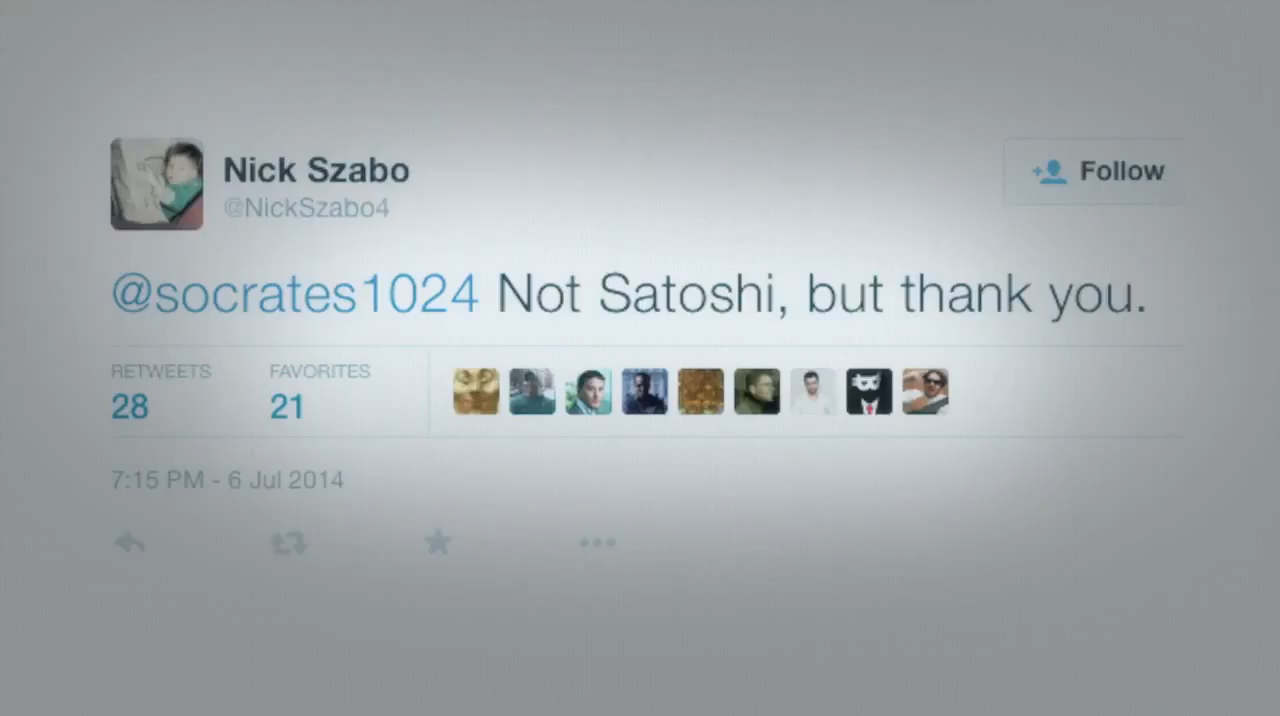 Nick Szabo
@NickSzabo4
Follow
@socrates1024 Not Satoshi, but thank you.
RETWEETS FAVORITES
28 21
7:15 PM - 6 Jul 2014